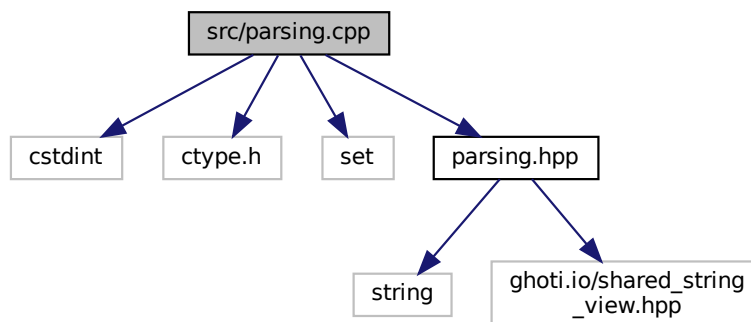 src/parsing.cpp
cstdint
ctype.h
set
parsing.hpp
string
ghoti.io/shared_string
_view.hpp